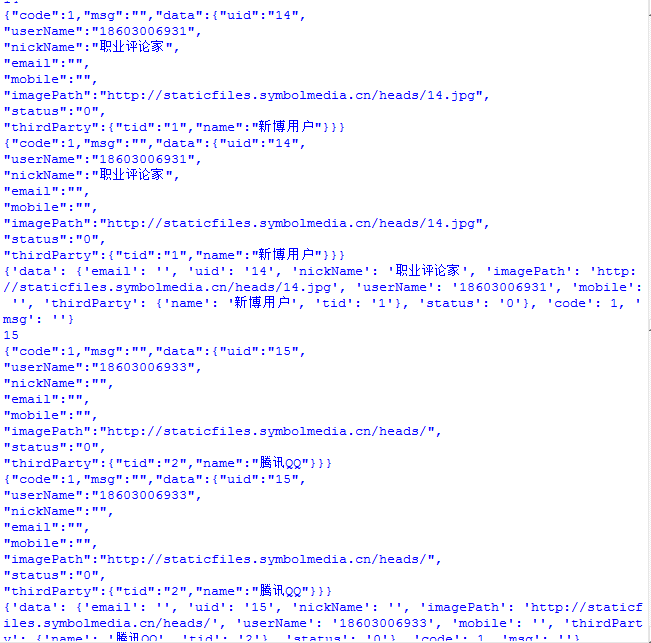 {"code":1,"msg":"","data":{"uid":"14",
"userName":"18603006931",
"nickName":"职业评论家",
"email":"",
"mobile":"",
"imagePath":"http://staticfiles.symbolmedia.cn/heads/14.jpg",
"status":"0",
"thirdParty":{"tid":"1","name":"新博用户"}}}
{"code":1,"msg":"","data":{"uid":"14",
"userName":"18603006931",
"nickName":"职业评论家",
"email":"",
"mobile":"",
"imagePath":"http://staticfiles.symbolmedia.cn/heads/14.jpg",
"status":"0",
"thirdParty":{"tid":"1","name":"新博用户"}}}
{'data': {'email': '', 'uid': '14', 'nickName': '职业评论家', 'imagePath': 'http:
//staticfiles.symbolmedia.cn/heads/14.jpg', 'userName': '18603006931', 'mobile':
 '', 'thirdParty': {'name': '新博用户', 'tid': '1'}, 'status': '0'}, 'code': 1, '
msg': ''}
15
{"code":1,"msg":"","data":{"uid":"15",
"userName":"18603006933",
"nickName":"",
"email":"",
"mobile":"",
"imagePath":"http://staticfiles.symbolmedia.cn/heads/",
"status":"0",
"thirdParty":{"tid":"2","name":"腾讯QQ"}}}
{"code":1,"msg":"","data":{"uid":"15",
"userName":"18603006933",
"nickName":"",
"email":"",
"mobile":"",
"imagePath":"http://staticfiles.symbolmedia.cn/heads/",
"status":"0",
"thirdParty":{"tid":"2","name":"腾讯QQ"}}}
{'data': {'email': '', 'uid': '15', 'nickName': '', 'imagePath': 'http://staticf
iles.symbolmedia.cn/heads/', 'userName': '18603006933', 'mobile': '', 'thirdPart
y': {'name': '腾讯QQ', 'tid': '2'}, 'status': '0'}, 'code': 1, 'msg': ''}